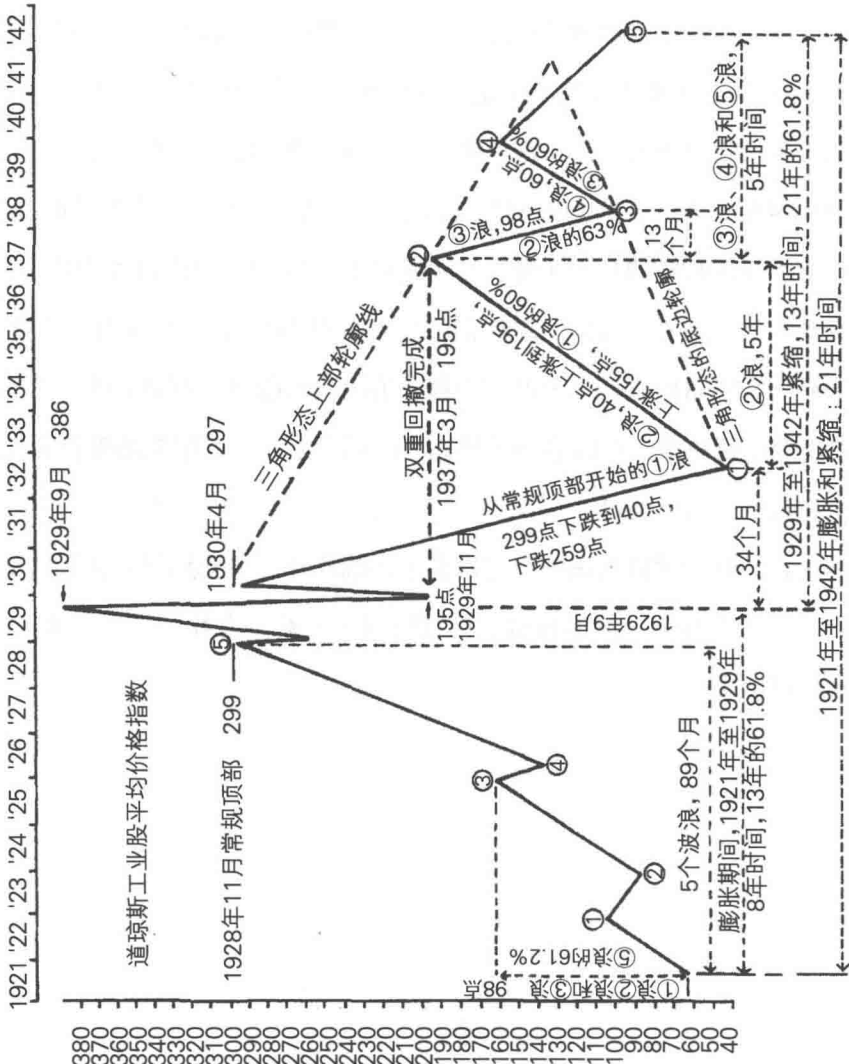 1921 '22 '23 '24 '25 '26 '27 '28 '29 '30 '31 '32 '33 '34 '35 '36 '37 '38 '39 '40 '41 '42
380
370
360
350
340
330
320
310
300
290
280
270
260
250
240
230
220
210
200
190
180
170
160
150
140
130
120
110
100
90
80
70
60
50
40
道琼斯工业股平均价格指数
1928年11月常规顶部 299
1929年9月 386
1930年4月 297
三角形态上部轮廓线
双重回撤完成
1937年3月 195点
195点
1929年11月
从常规顶部开始的①浪
299点下跌到40点，
下跌259点
②浪，40点上涨到195点，
上涨155点，①浪的60%
③浪，98点，
②浪的63%
④浪，60点，
③浪的60%
三角形态的底边轮廓
①
②
③
④
⑤
①
②
③
④
⑤
①浪②浪和③浪 98点
⑤浪的61.2%
5个波浪，89个月
膨胀期间，1921年至1929年
8年时间，13年的61.8%
1929年9月
34个月
②浪，5年
13
个月
③浪、④浪和⑤浪，
5年时间
1929年至1942年紧缩，13年时间，21年的61.8%
1921年至1942年膨胀和紧缩：21年时间